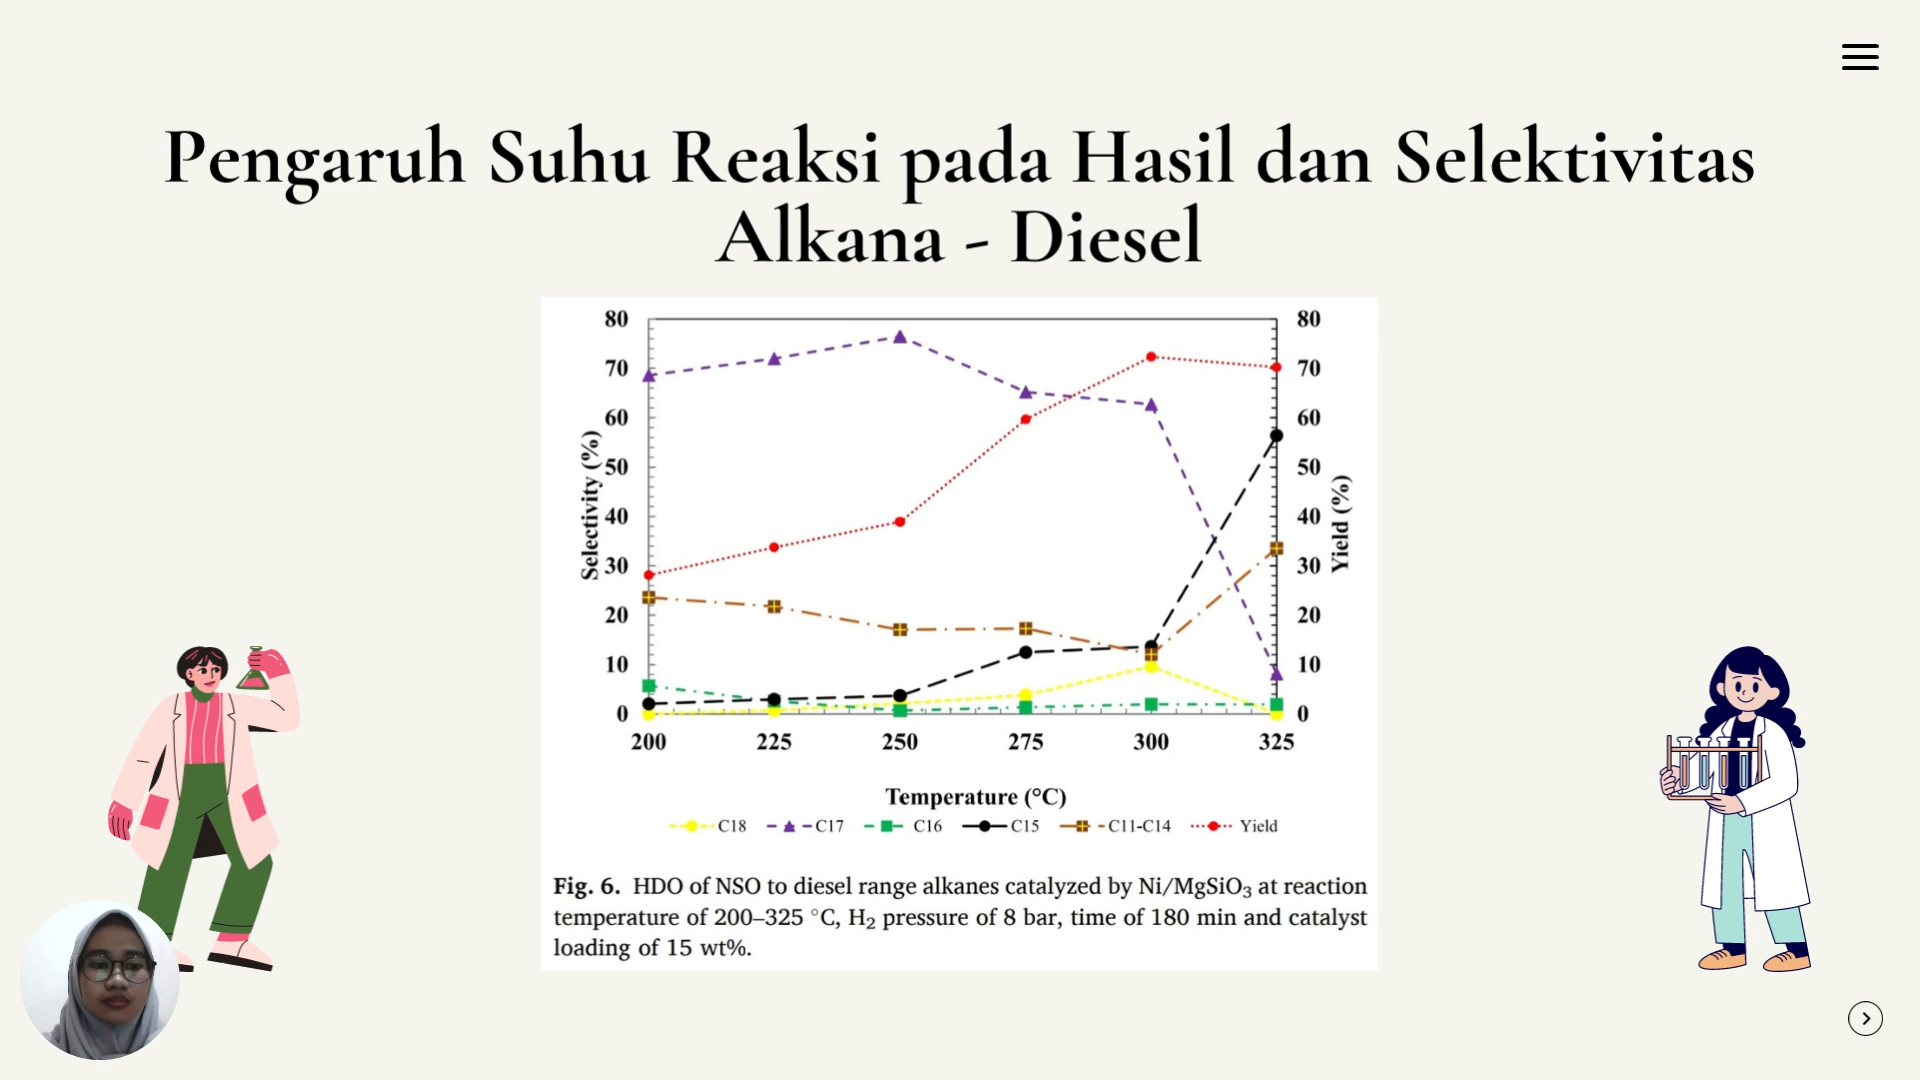 Pengaruh Suhu Reaksi pada Hasil dan Selektivitas
Alkana - Diesel
80
70
60
50
40
30
20
10
0
Selectivity (%)
80
70
60
50
40
30
20
10
0
Yield (%)
200 225 250 275 300 325
Temperature (°C)
C18 C17 C16 C15 C11-C14 Yield
Fig. 6. HDO of NSO to diesel range alkanes catalyzed by Ni/MgSiO₃ at reaction
temperature of 200–325 °C, H₂ pressure of 8 bar, time of 180 min and catalyst
loading of 15 wt%.